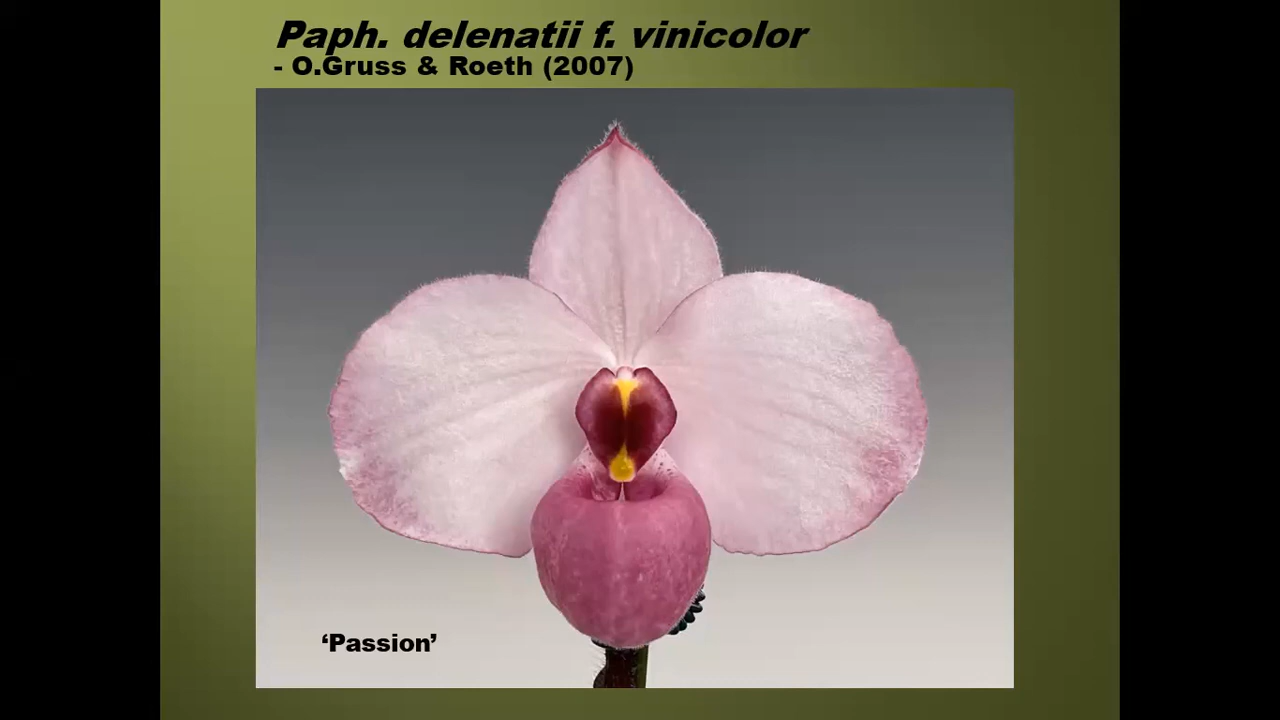 Paph. delenatii f. vinicolor
- O.Gruss & Roeth (2007)
‘Passion’